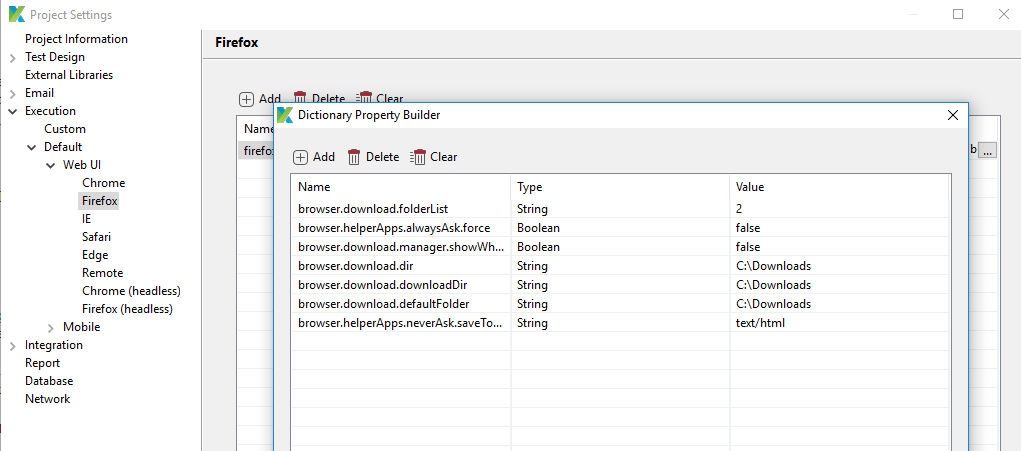 Project Settings
Project Information
Test Design
External Libraries
Email
Execution
Custom
Default
Web UI
Chrome
Firefox
IE
Safari
Edge
Remote
Chrome (headless)
Firefox (headless)
Mobile
Integration
Report
Database
Network
Firefox
Add Delete Clear
Name
firefox
b ...
Dictionary Property Builder
Add Delete Clear
Name Type Value
browser.download.folderList String 2
browser.helperApps.alwaysAsk.force Boolean false
browser.download.manager.showWh... Boolean false
browser.download.dir String C:\Downloads
browser.download.downloadDir String C:\Downloads
browser.download.defaultFolder String C:\Downloads
browser.helperApps.neverAsk.saveTo... String text/html